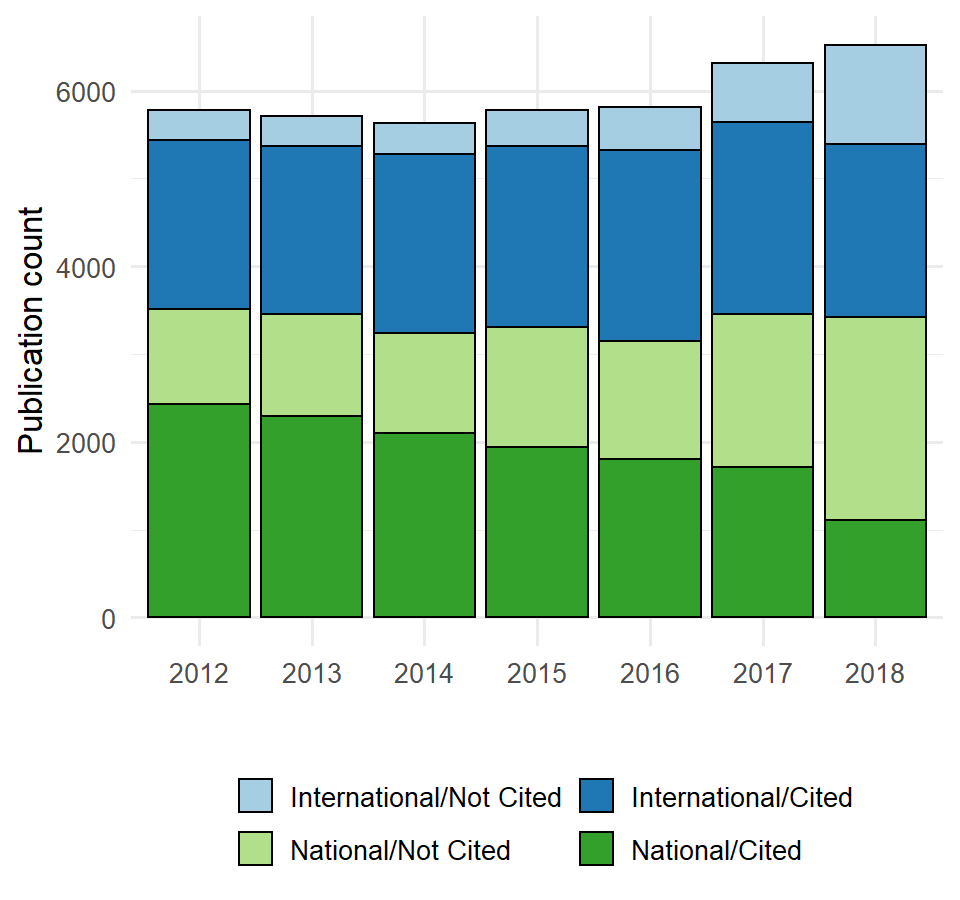 Publication count
6000
4000
2000
0
2012 2013 2014 2015 2016 2017 2018
International/Not Cited International/Cited
National/Not Cited National/Cited